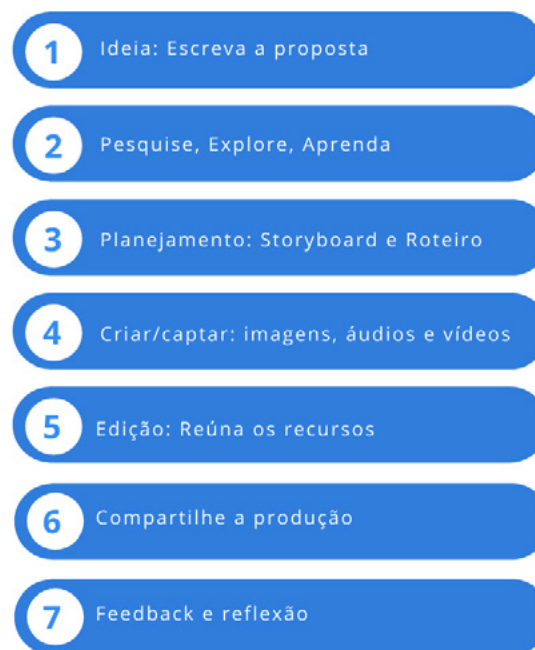 1 Ideia: Escreva a proposta
2 Pesquise, Explore, Aprenda
3 Planejamento: Storyboard e Roteiro
4 Criar/captar: imagens, áudios e vídeos
5 Edição: Reúna os recursos
6 Compartilhe a produção
7 Feedback e reflexão